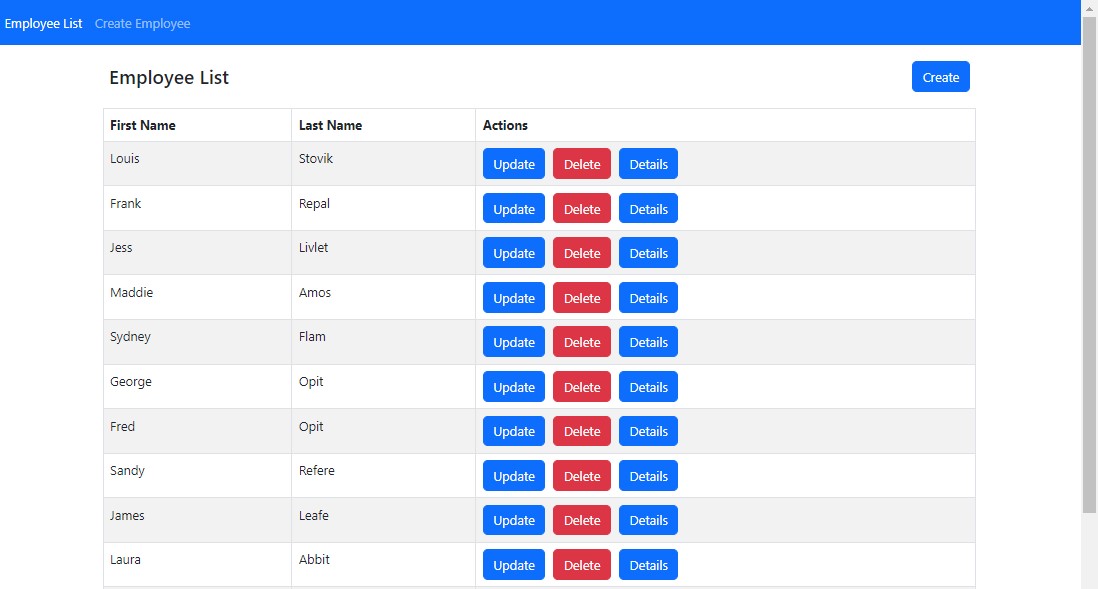 Employee List Create Employee
Employee List Create
First Name Last Name Actions
Louis Stovik Update Delete Details
Frank Repal Update Delete Details
Jess Livlet Update Delete Details
Maddie Amos Update Delete Details
Sydney Flam Update Delete Details
George Opit Update Delete Details
Fred Opit Update Delete Details
Sandy Refere Update Delete Details
James Leafe Update Delete Details
Laura Abbit Update Delete Details